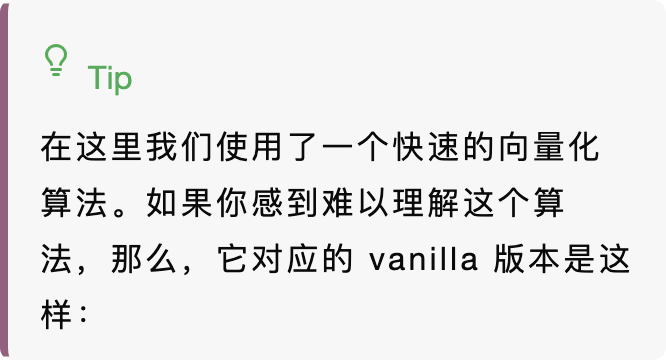 Tip
在这里我们使用了一个快速的向量化
算法。如果你感到难以理解这个算
法，那么，它对应的 vanilla 版本是这
样：